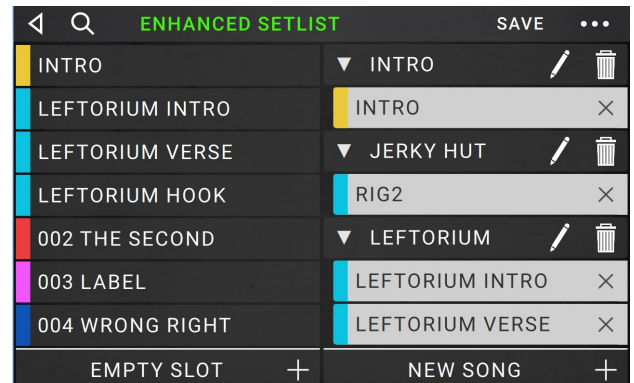 ENHANCED SETLIST SAVE
INTRO
LEFTORIUM INTRO
LEFTORIUM VERSE
LEFTORIUM HOOK
002 THE SECOND
003 LABEL
004 WRONG RIGHT
EMPTY SLOT
INTRO
INTRO
JERKY HUT
RIG2
LEFTORIUM
LEFTORIUM INTRO
LEFTORIUM VERSE
NEW SONG